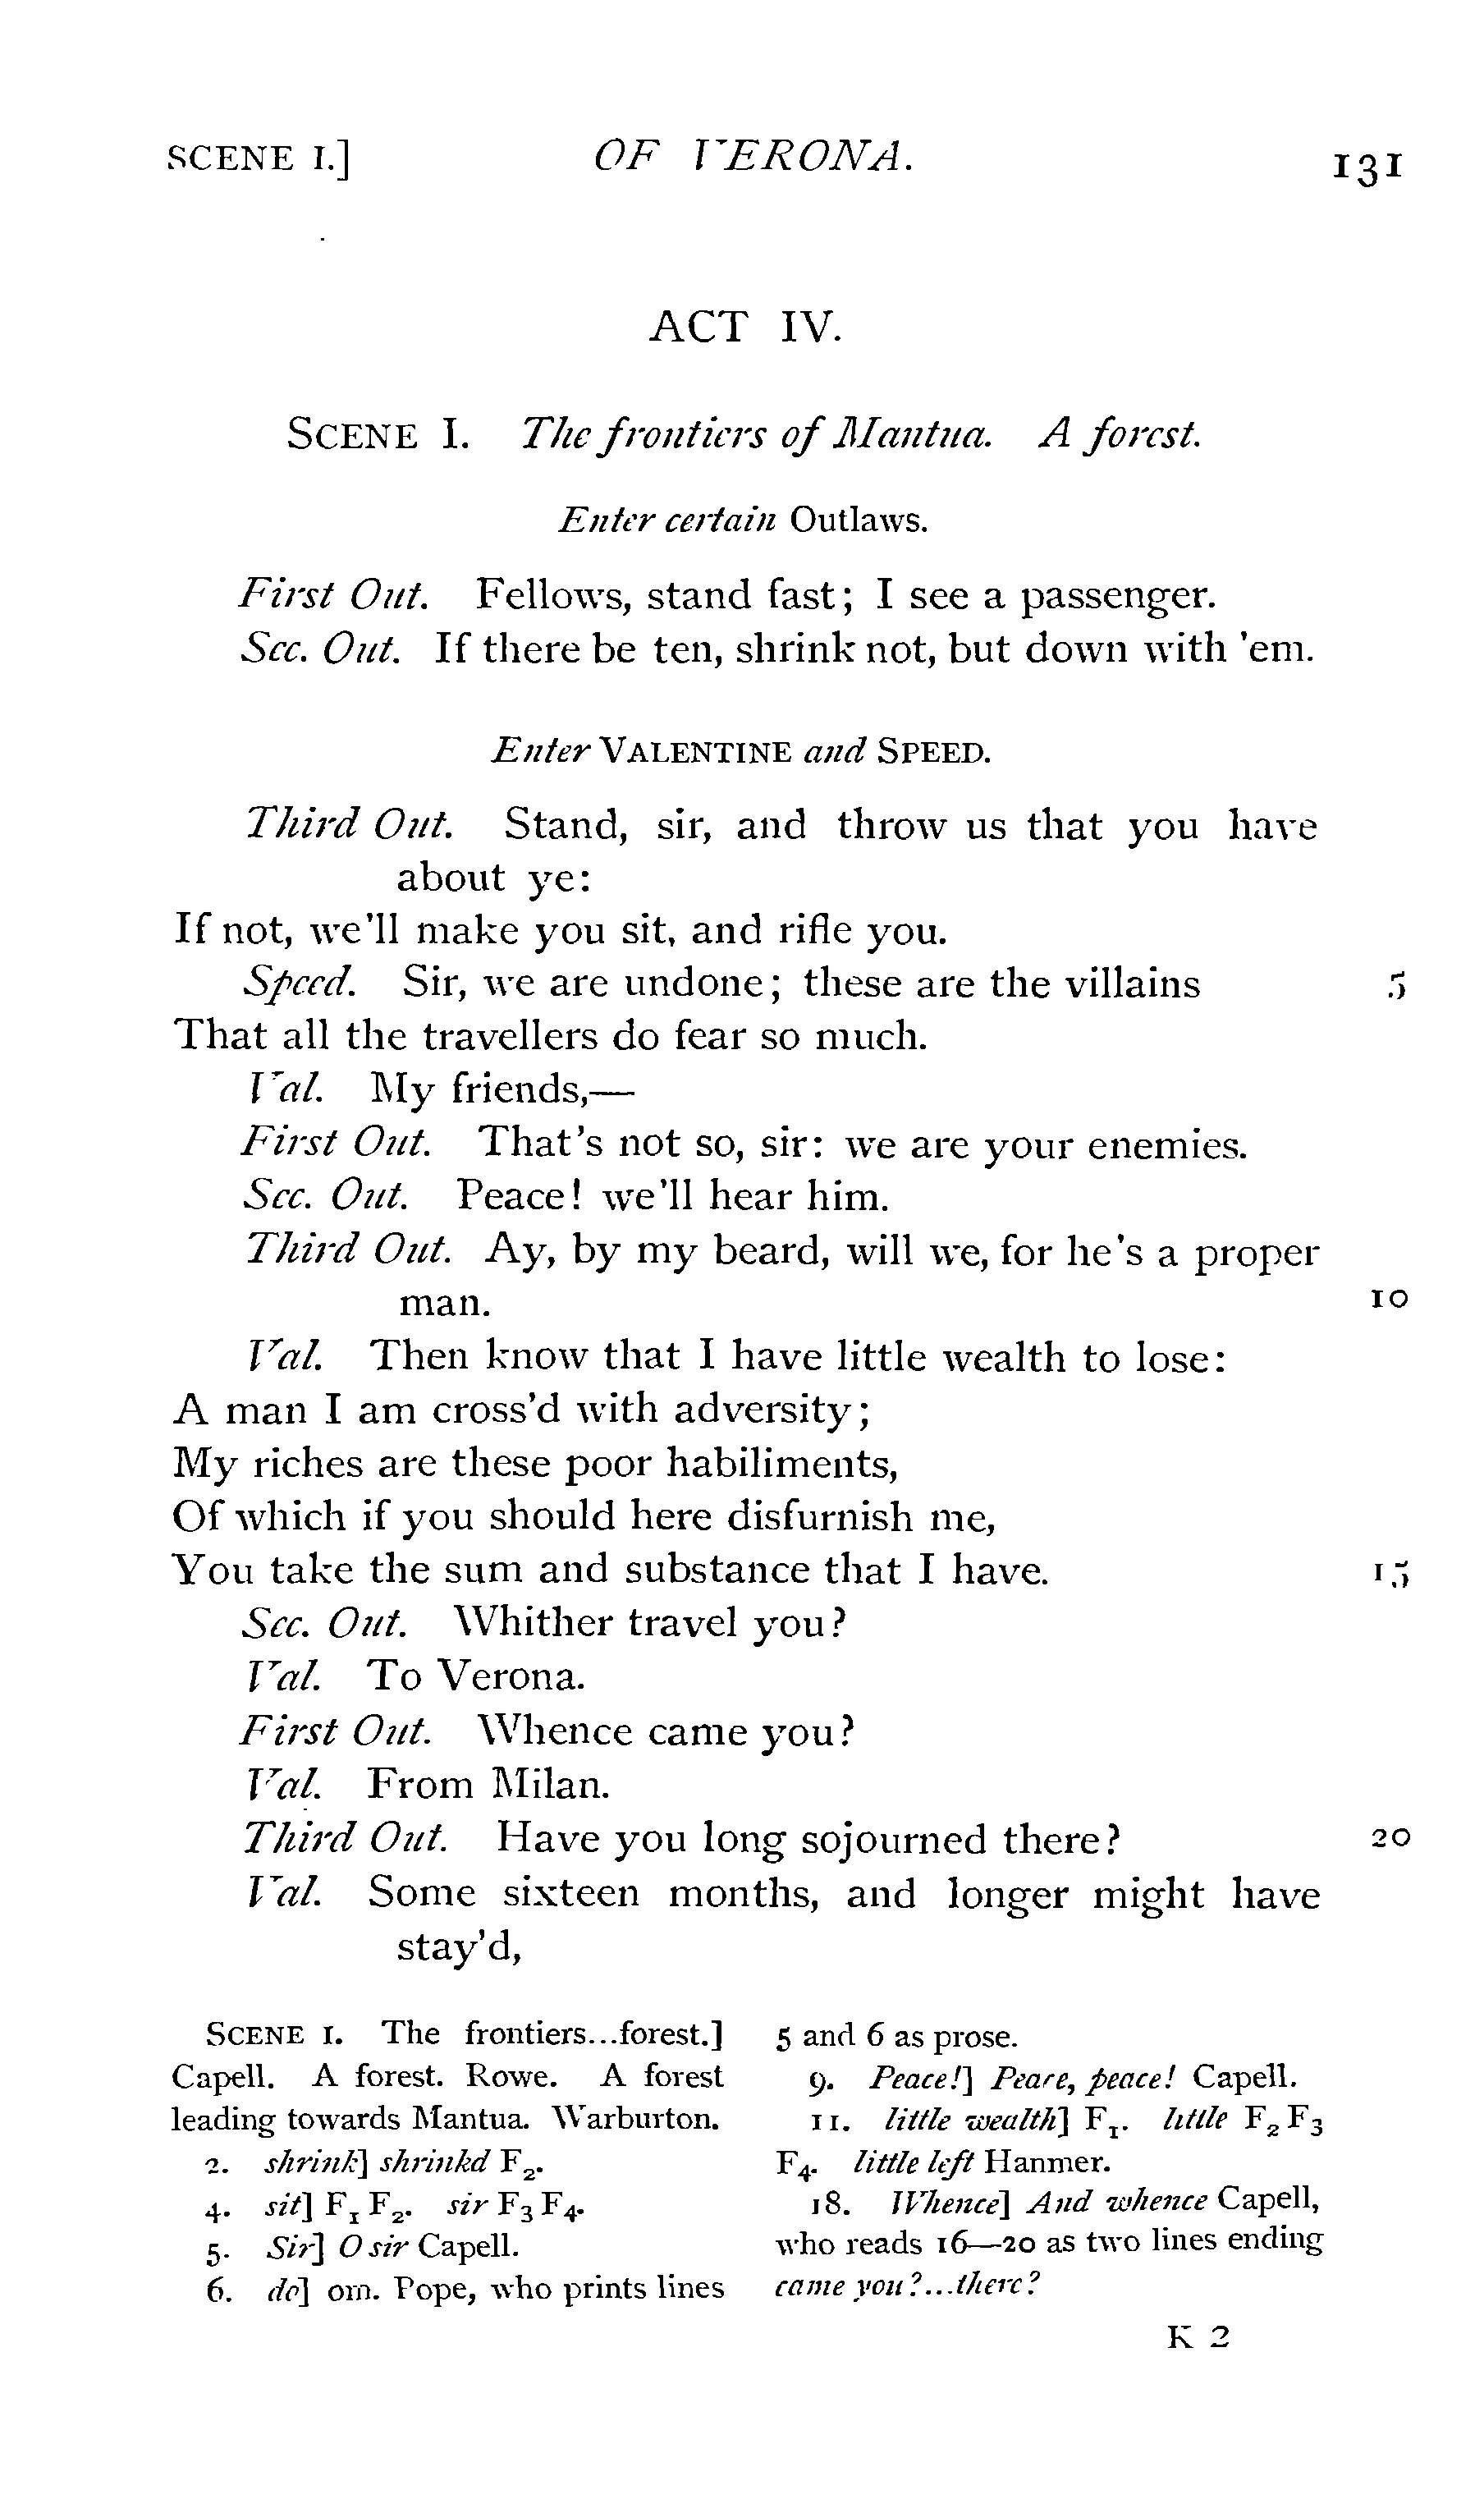 SCENE I.] OF VERONA. 131
ACT IV.
SCENE I. The frontiers of Mantua. A forest.
Enter certain Outlaws.
First Out. Fellows, stand fast; I see a passenger.
Sec. Out. If there be ten, shrink not, but down with 'em.
Enter VALENTINE and SPEED.
Third Out. Stand, sir, and throw us that you have
about ye:
If not, we'll make you sit, and rifle you.
Speed. Sir, we are undone; these are the villains 5
That all the travellers do fear so much.
Val. My friends,—
First Out. That's not so, sir: we are your enemies.
Sec. Out. Peace! we'll hear him.
Third Out. Ay, by my beard, will we, for he's a proper
man. 10
Val. Then know that I have little wealth to lose:
A man I am cross'd with adversity;
My riches are these poor habiliments,
Of which if you should here disfurnish me,
You take the sum and substance that I have. 15
Sec. Out. Whither travel you?
Val. To Verona.
First Out. Whence came you?
Val. From Milan.
Third Out. Have you long sojourned there? 20
Val. Some sixteen months, and longer might have
stay'd,
SCENE I. The frontiers...forest.]
Capell. A forest. Rowe. A forest
leading towards Mantua. Warburton.
2. shrink] shrinkd F2.
4. sit] F1 F2. sir F3 F4.
5. Sir] O sir Capell.
6. do] om. Pope, who prints lines
5 and 6 as prose.
9. Peace!] Peace, peace! Capell.
11. little wealth] F1. little F2 F3
F4. little left Hanmer.
18. Whence] And whence Capell,
who reads 16—20 as two lines ending
came you?...there?
K 2